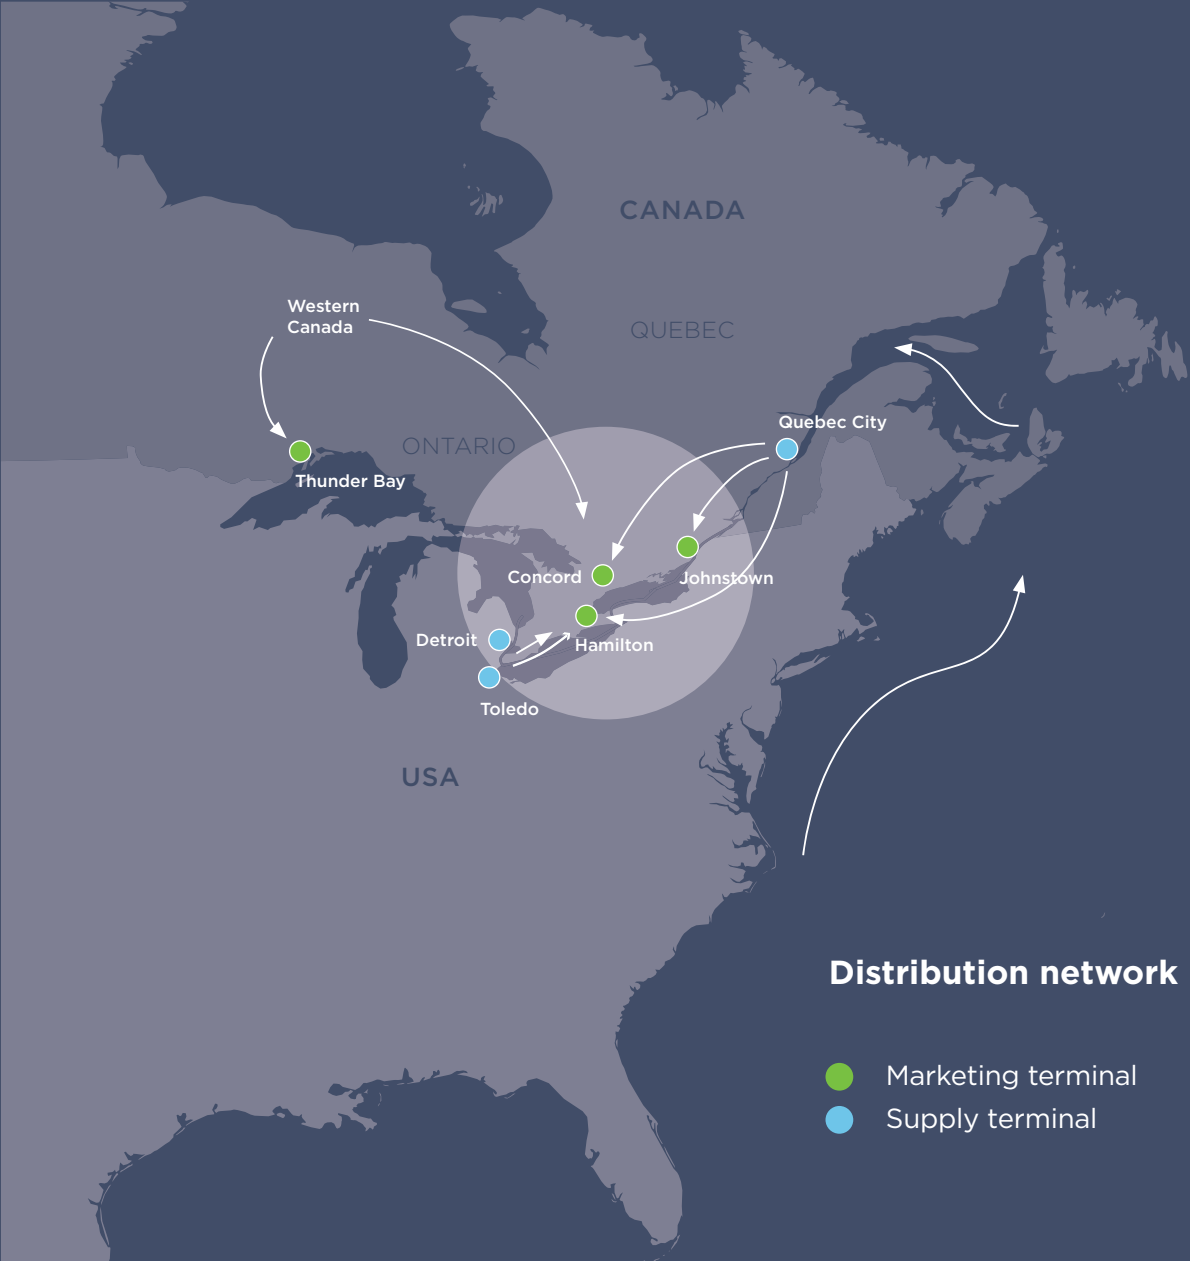 CANADA
Western
Canada
QUEBEC
Quebec City
ONTARIO
Thunder Bay
Concord
Johnstown
Detroit
Hamilton
Toledo
USA
Distribution network
Marketing terminal
Supply terminal